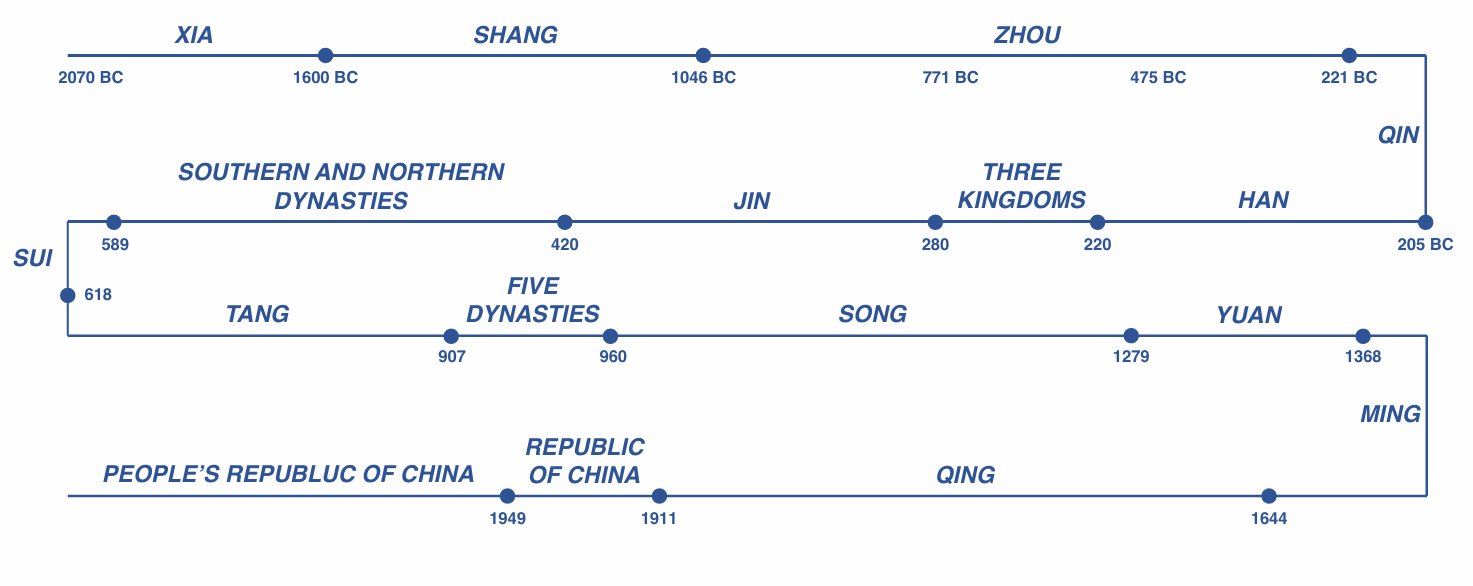 XIA SHANG ZHOU
2070 BC 1600 BC 1046 BC 771 BC 475 BC 221 BC
QIN
SOUTHERN AND NORTHERN
DYNASTIES
JIN
THREE
KINGDOMS
HAN
589 420 280 220 205 BC
SUI
618
TANG
FIVE
DYNASTIES
SONG
YUAN
907 960 1279 1368
MING
PEOPLE’S REPUBLUC OF CHINA
REPUBLIC
OF CHINA
QING
1949 1911 1644